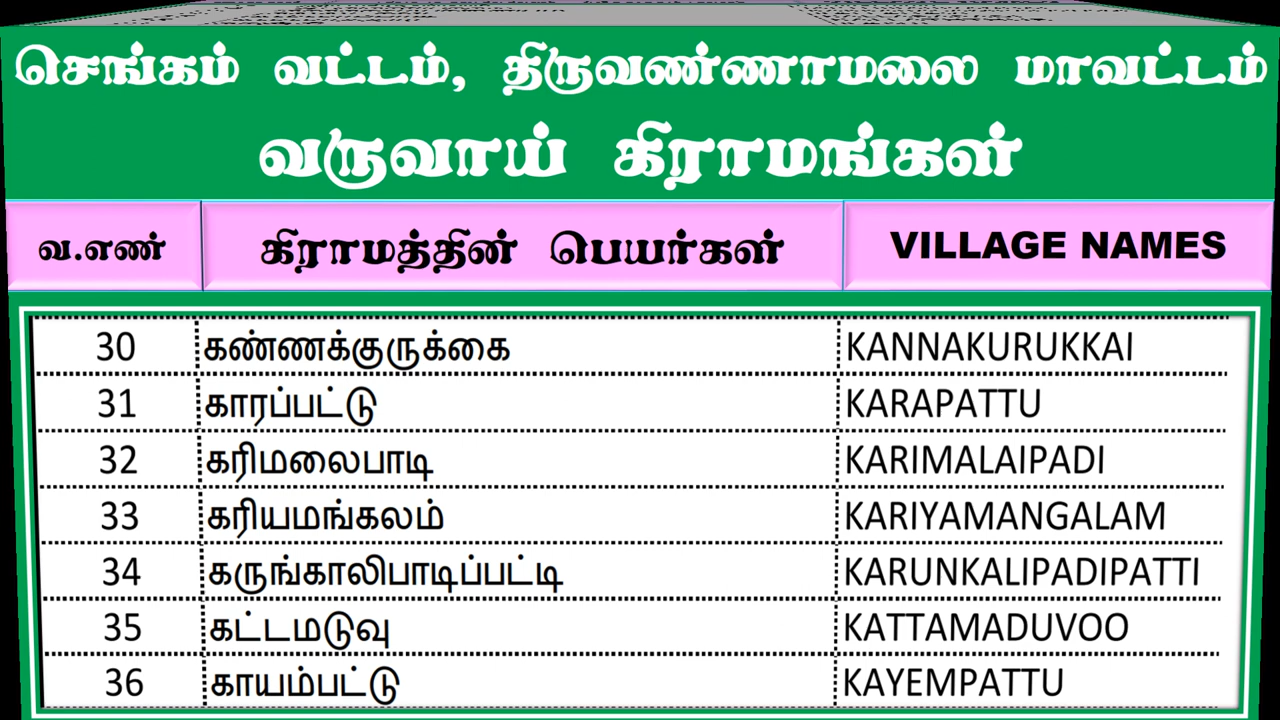 செங்கம் வட்டம், திருவண்ணாமலை மாவட்டம்
வருவாய் கிராமங்கள்
வ.எண் கிராமத்தின் பெயர்கள் VILLAGE NAMES
30 கண்ணக்குருக்கை KANNAKURUKKAI
31 காரப்பட்டு KARAPATTU
32 கரிமலைபாடி KARIMALAIPADI
33 கரியமங்கலம் KARIYAMANGALAM
34 கருங்காலிபாடிப்பட்டி KARUNKALIPADIPATTI
35 கட்டமடுவு KATTAMADUVOO
36 காயம்பட்டு KAYEMPATTU